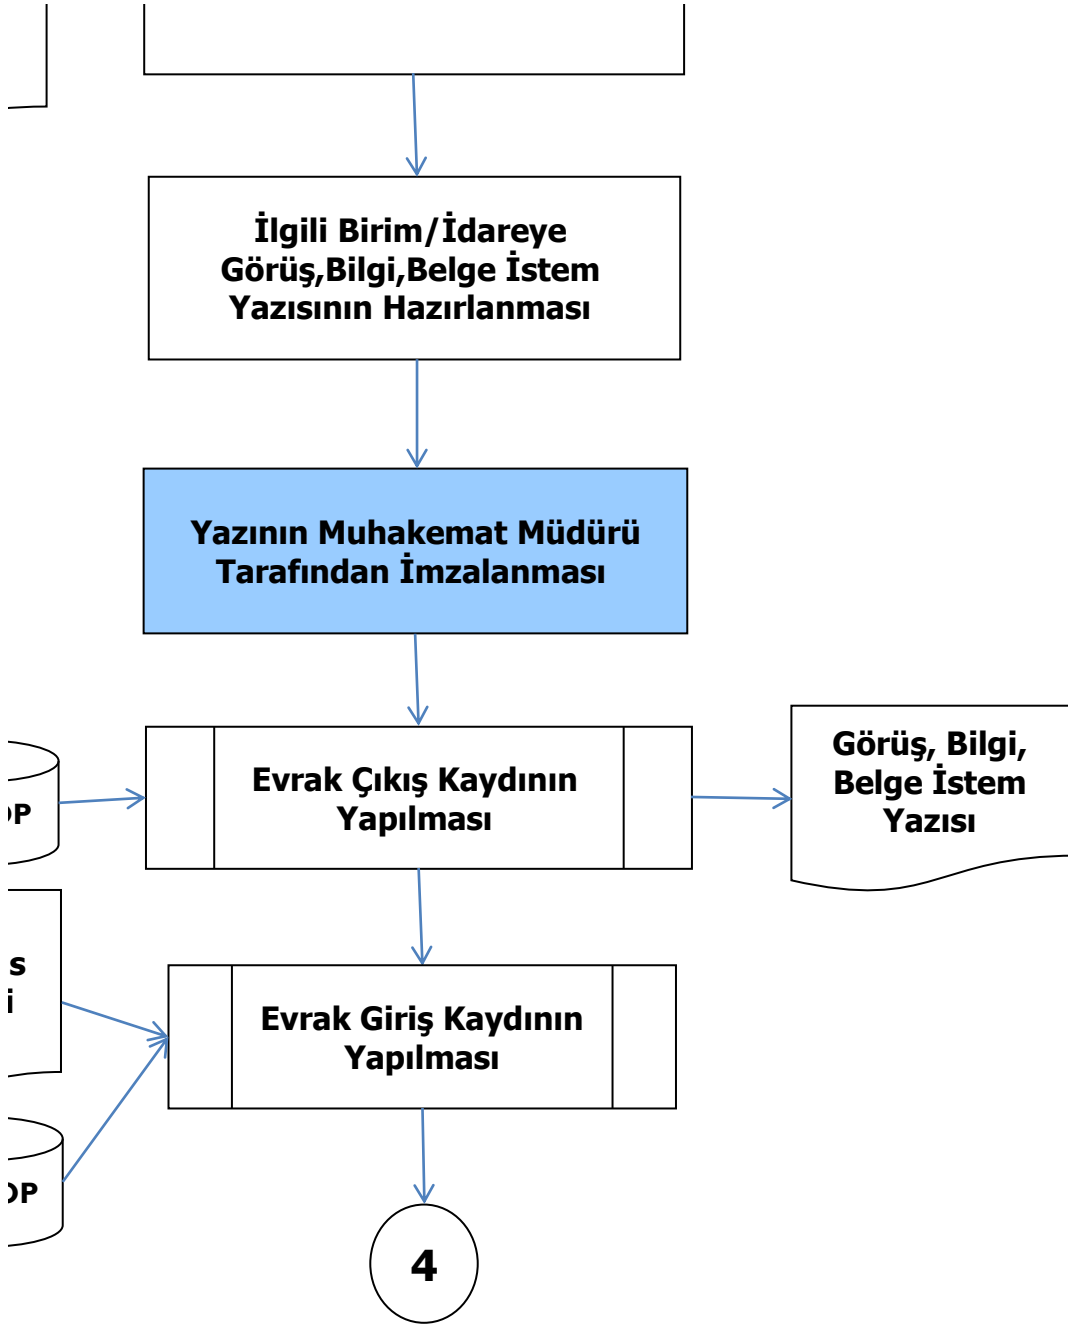 İlgili Birim/İdareye
Görüş,Bilgi,Belge İstem
Yazısının Hazırlanması
Yazının Muhakemat Müdürü
Tarafından İmzalanması
Evrak Çıkış Kaydının
Yapılması
Görüş, Bilgi,
Belge İstem
Yazısı
Evrak Giriş Kaydının
Yapılması
4